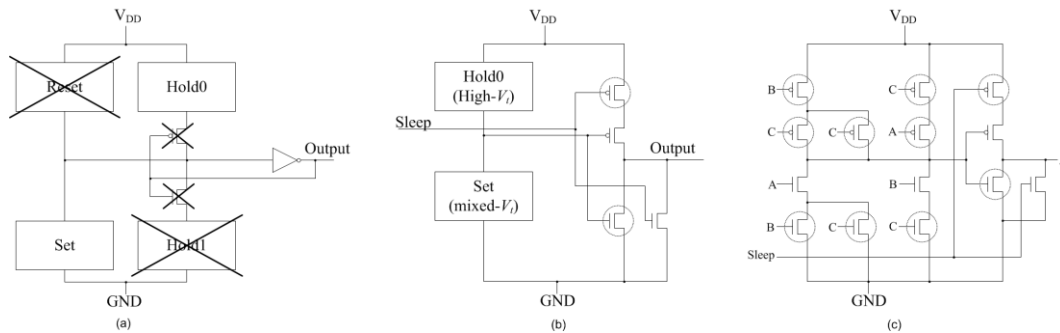 VDD
Reset
Hold0
Output
Set
Hold1
GND
(a)
VDD
Hold0
(High-Vt)
Sleep
Output
Set
(mixed-Vt)
GND
(b)
VDD
B
C
C
C
A
A
B
B
C
C
Sleep
GND
(c)